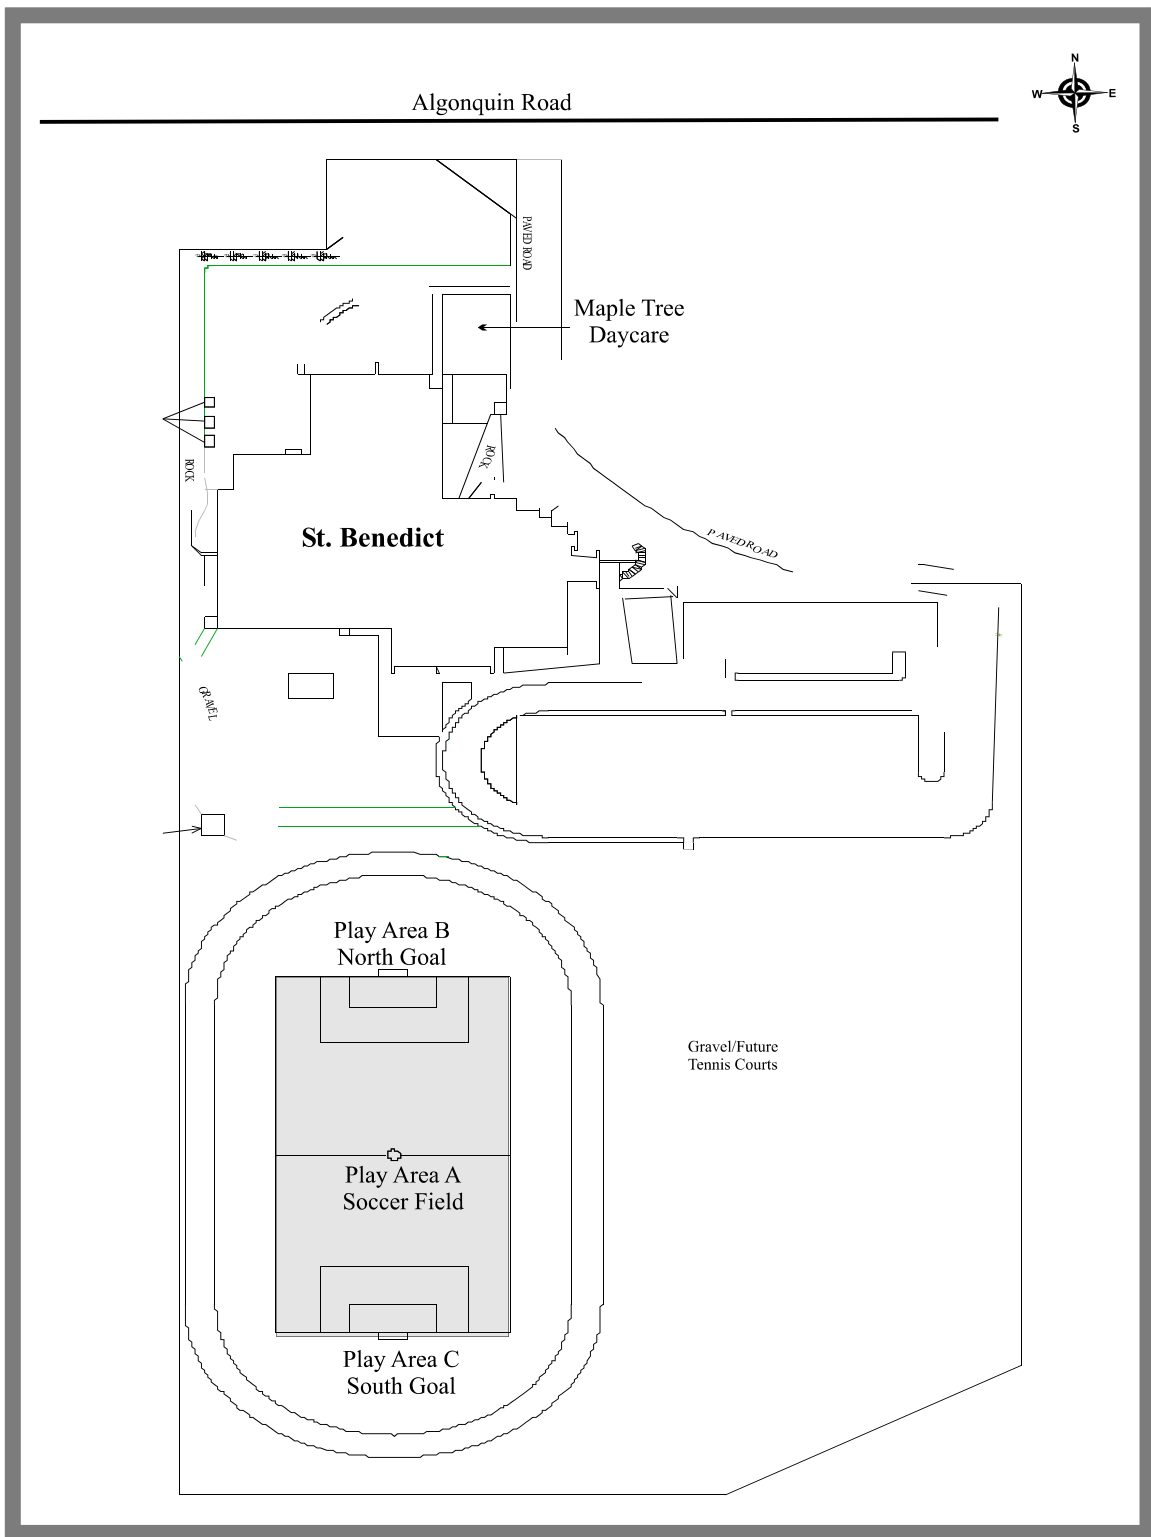 N
W E
S
Algonquin Road
PAVED ROAD
Maple Tree
Daycare
ROCK
ROCK
St. Benedict
PAVED ROAD
GRAVEL
Play Area B
North Goal
Gravel/Future
Tennis Courts
Play Area A
Soccer Field
Play Area C
South Goal